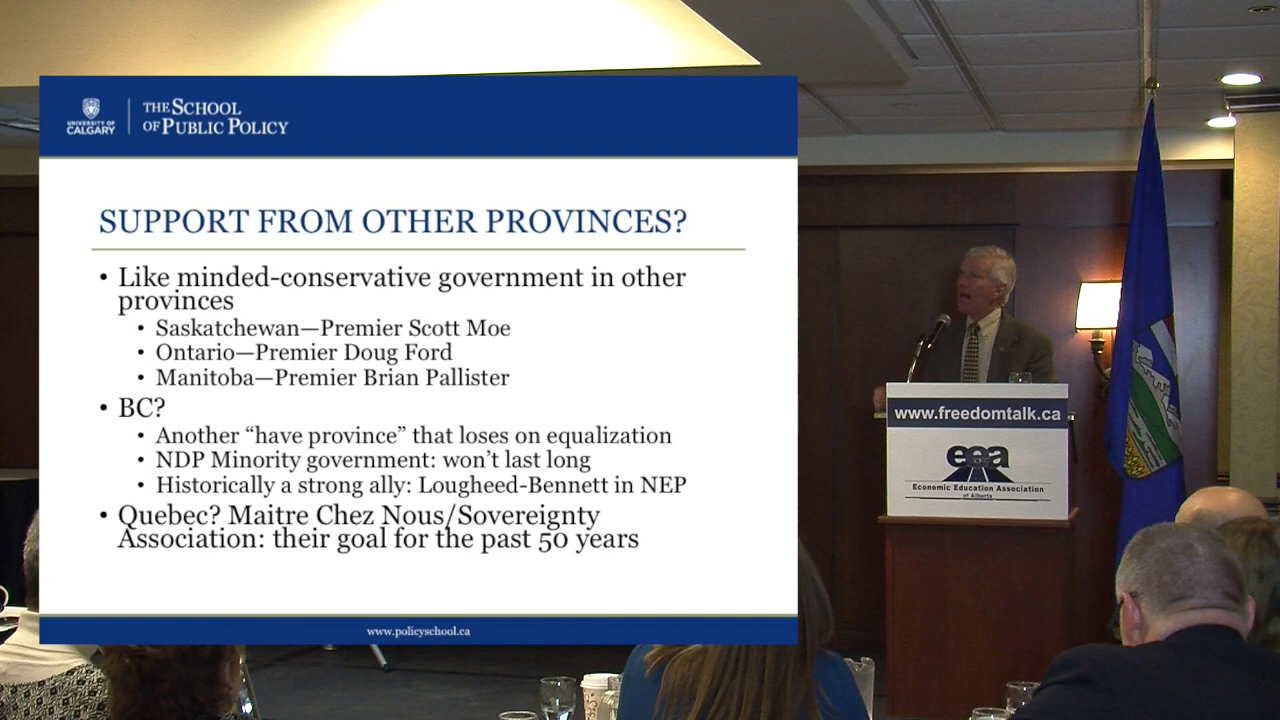 UNIVERSITY OF
CALGARY
THE SCHOOL
OF PUBLIC POLICY
SUPPORT FROM OTHER PROVINCES?
• Like minded-conservative government in other
provinces
• Saskatchewan—Premier Scott Moe
• Ontario—Premier Doug Ford
• Manitoba—Premier Brian Pallister
• BC?
• Another “have province” that loses on equalization
• NDP Minority government: won’t last long
• Historically a strong ally: Lougheed-Bennett in NEP
• Quebec? Maitre Chez Nous/Sovereignty
Association: their goal for the past 50 years
www.policyschool.ca
www.freedomtalk.ca
eea
Economic Education Association
of Alberta